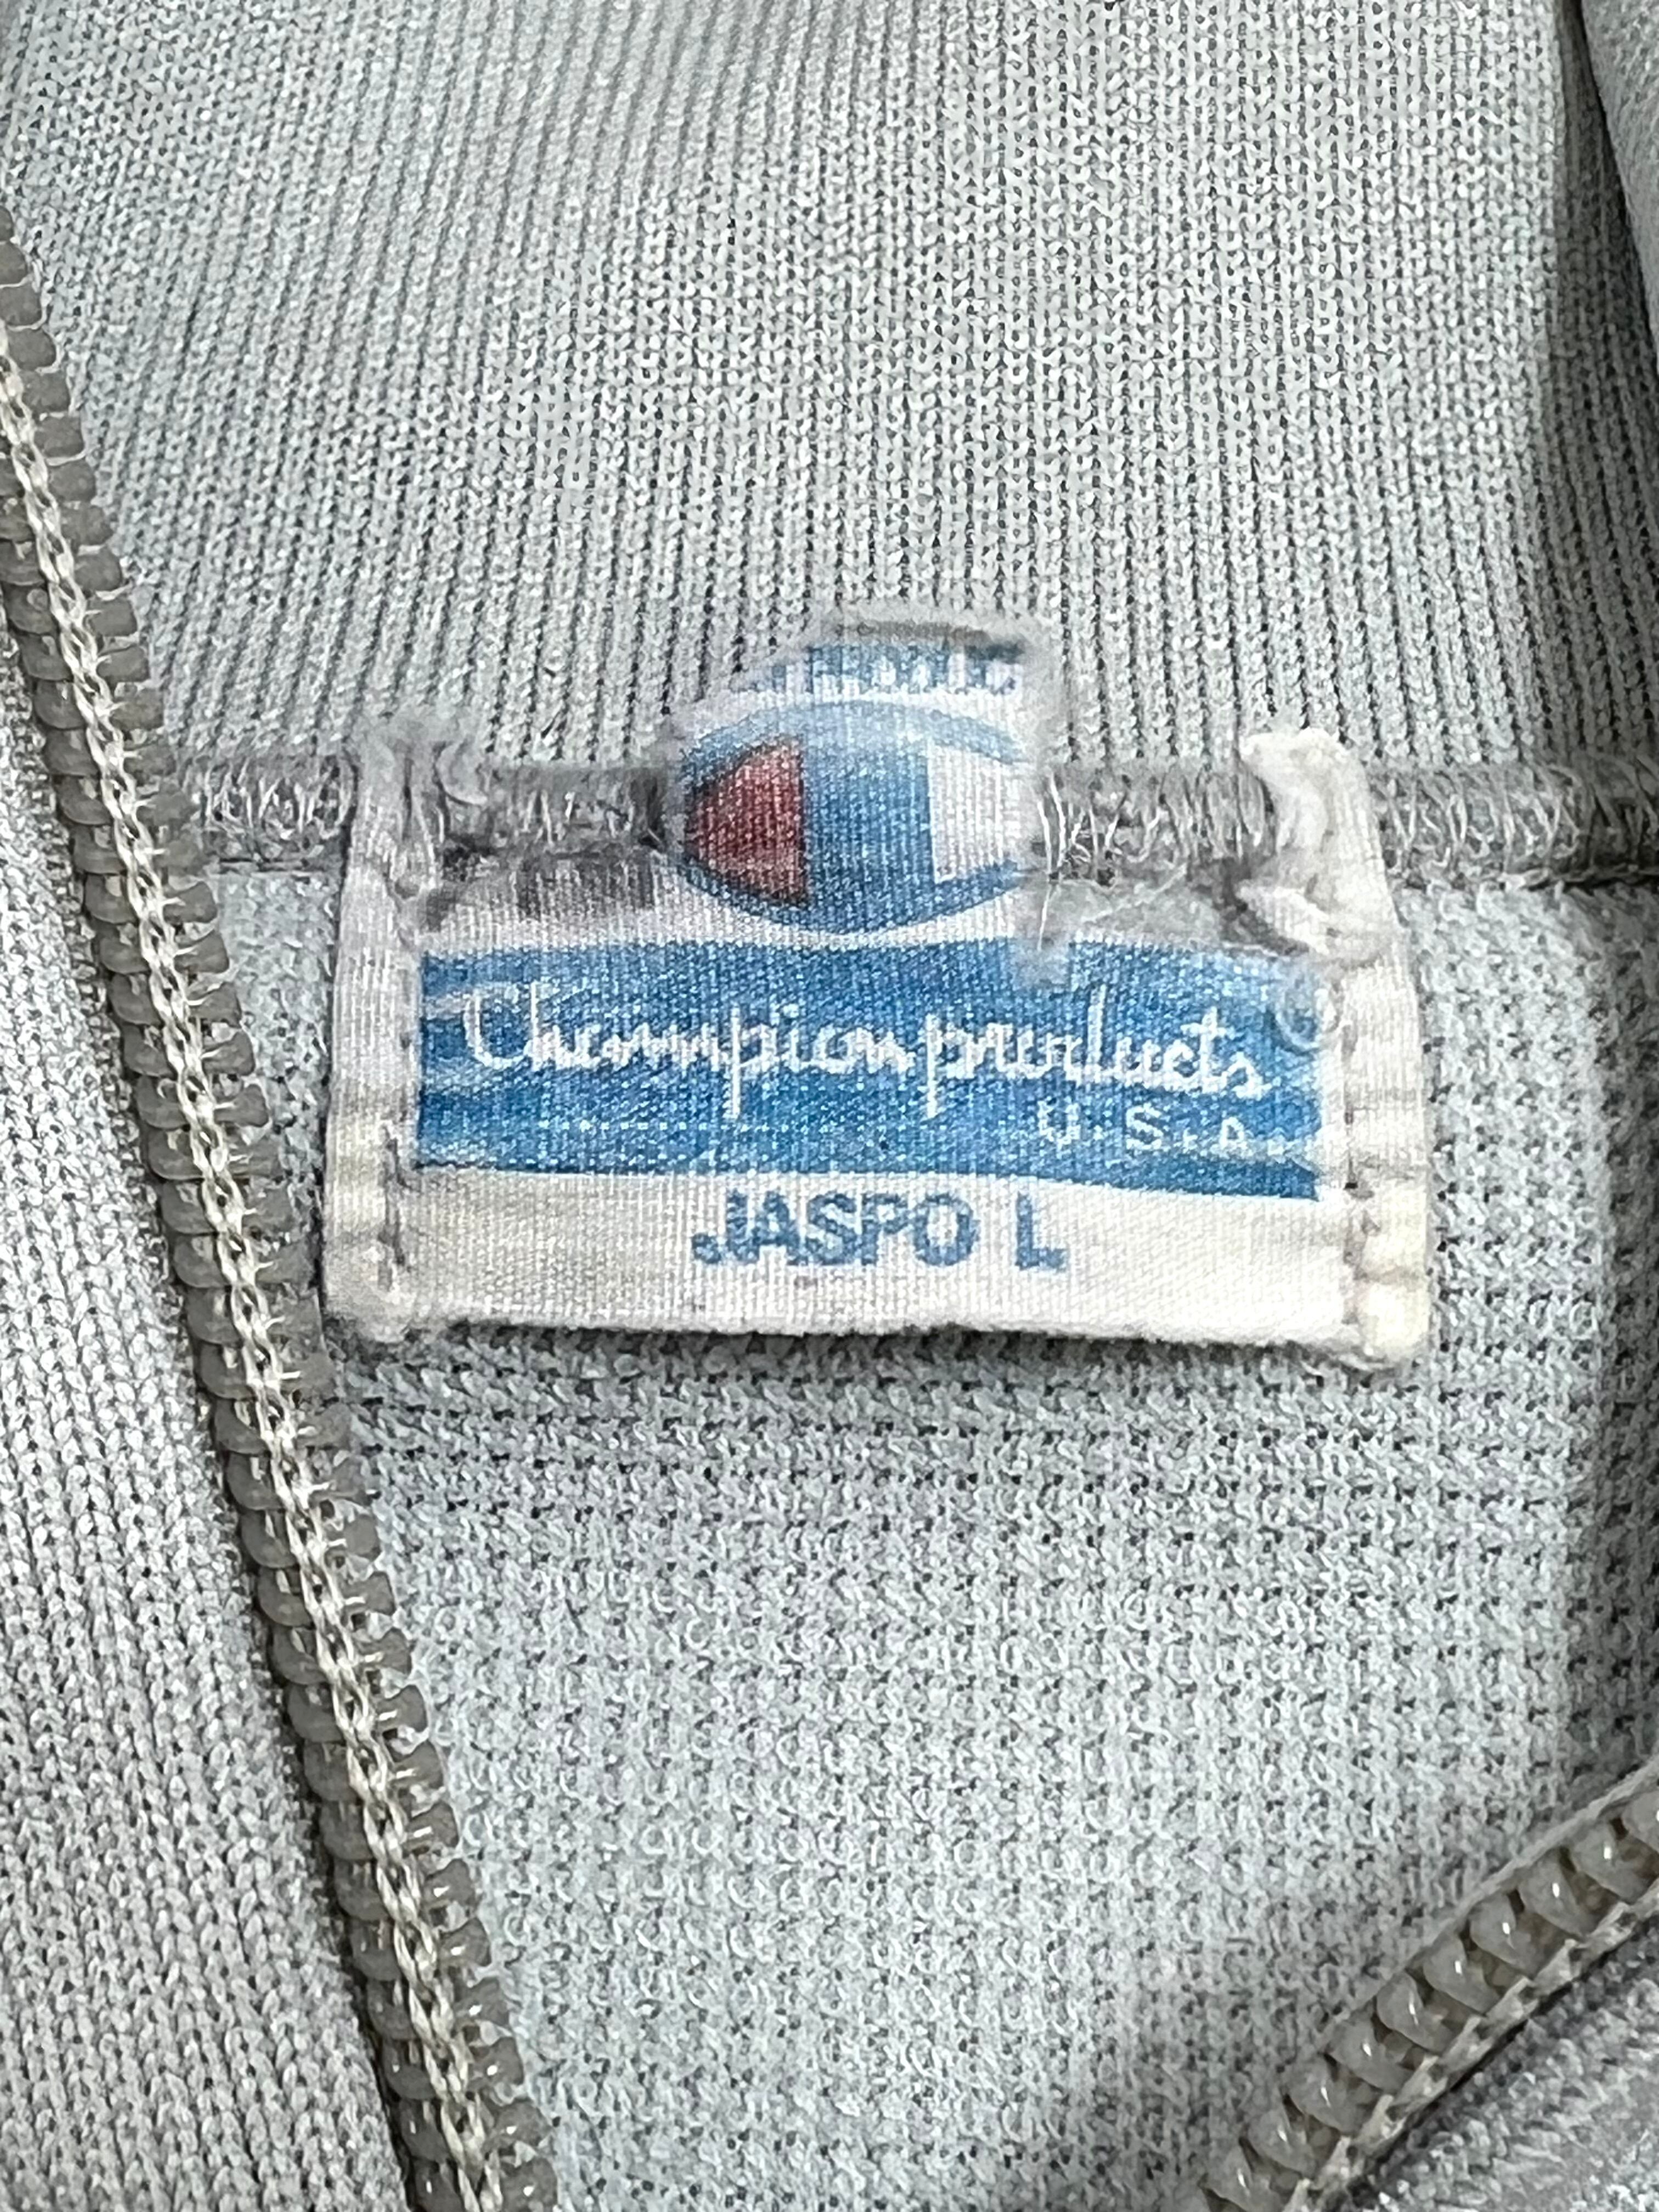 Champion products
U.S.A.
JASPO L